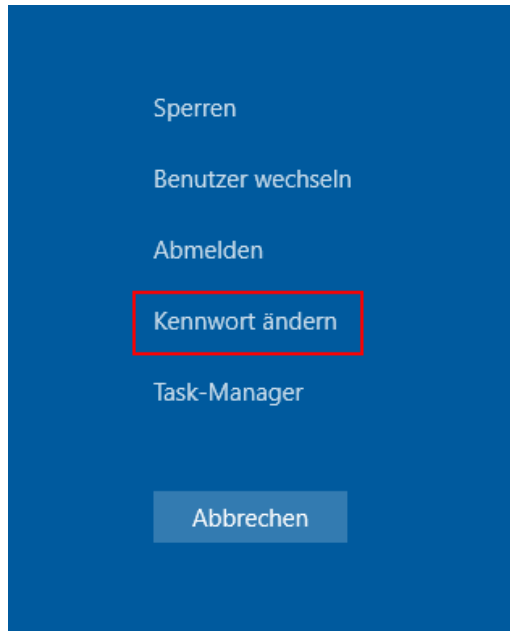 Sperren
Benutzer wechseln
Abmelden
Kennwort ändern
Task-Manager
Abbrechen